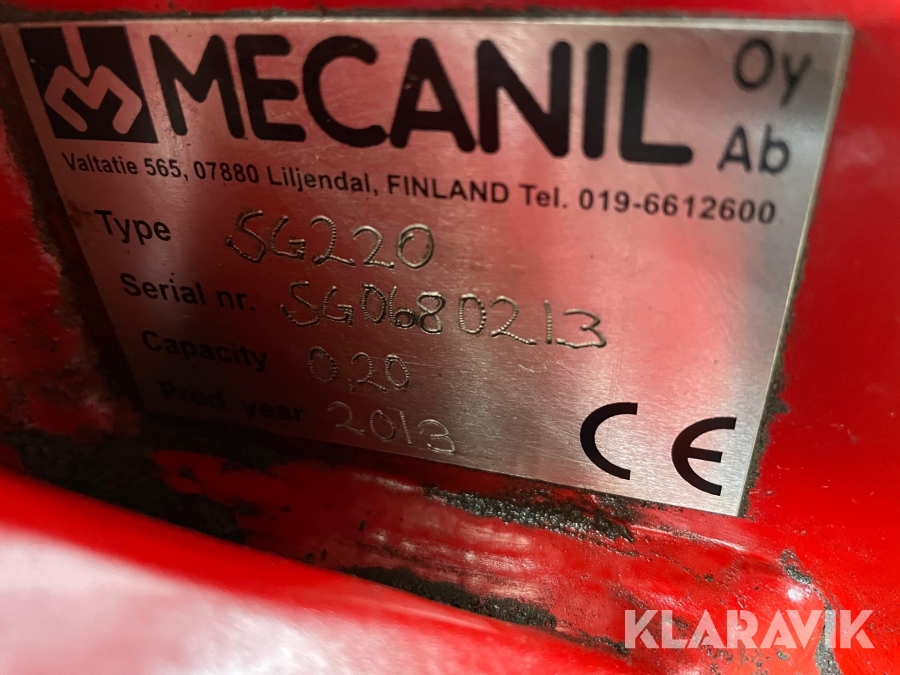 MECANIL Oy Ab
Valtatie 565, 07880 Liljendal, FINLAND Tel. 019-6612600
Type SG220
Serial nr. SG0680213
Capacity 0,20
Prod. year 2013
CE
KLARAVIK